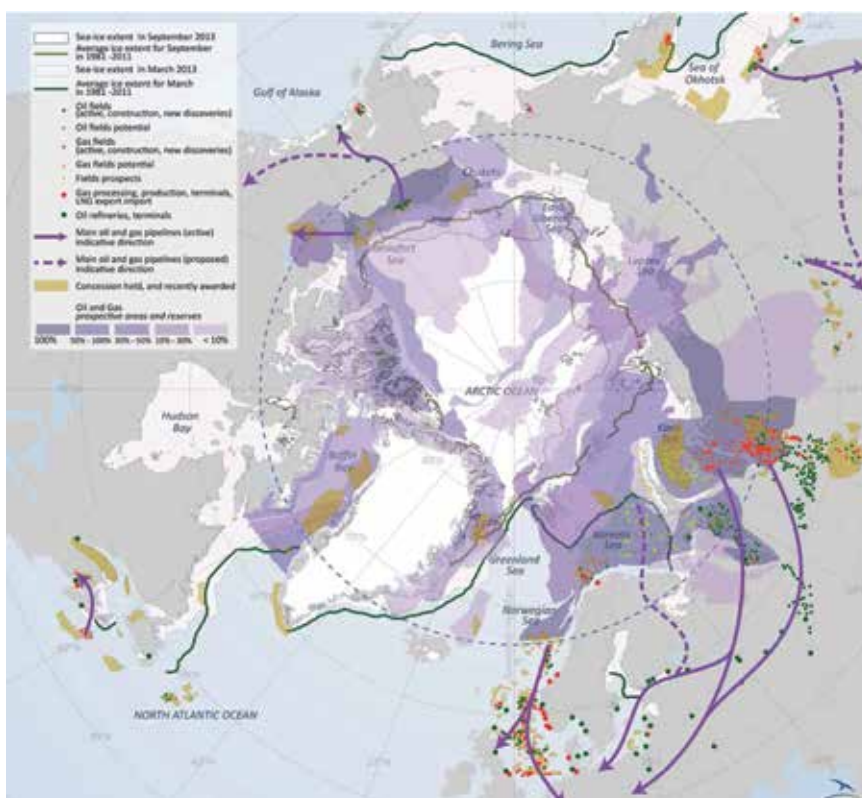 Sea-ice extent in September 2013
Average ice extent for September
in 1981 -2011
Sea-ice extent in March 2013
Average ice extent for March
in 1981 -2011
Oil fields
(active, construction, new discoveries)
Oil fields potential
Gas fields
(active, construction, new discoveries)
Gas fields potential
Fields prospects
Gas processing, production, terminals,
LNG export import
Oil refineries, terminals
Main oil and gas pipelines (active)
indicative direction
Main oil and gas pipelines (proposed)
indicative direction
Concession held, and recently awarded
Oil and Gas
prospective areas and reserves
100% 50% - 100% 30% - 50% 10% - 30% < 10%
Bering Sea
Sea of
Okhotsk
Gulf of Alaska
Chukchi
Sea
East
Siberian
Sea
Beaufort
Sea
Laptev
Sea
ARCTIC OCEAN
Hudson
Bay
Baffin
Bay
Kara
Barents
Sea
Greenland
Sea
Norwegian
Sea
NORTH ATLANTIC OCEAN